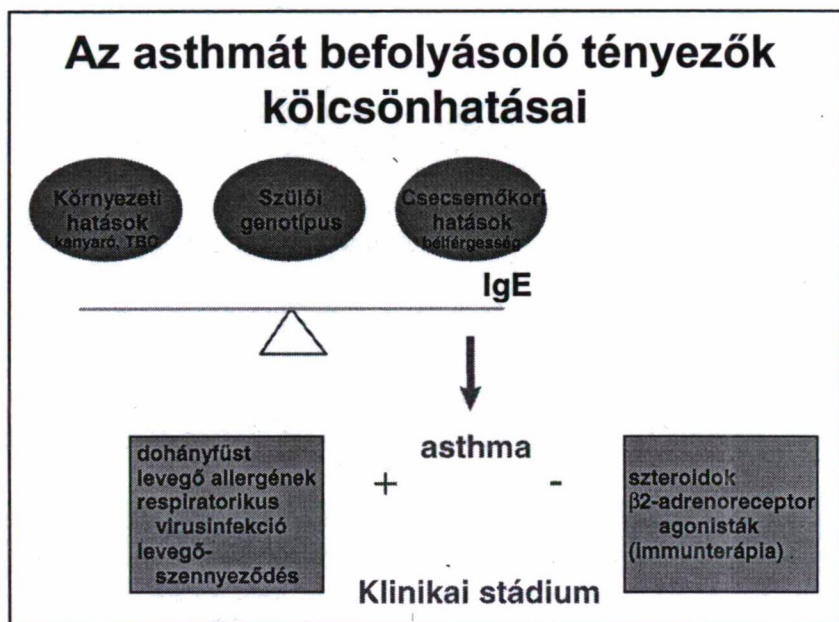 Az asthmát befolyásoló tényezők
kölcsönhatásai
Környezeti
hatások
kanyaró, TBC
Szülői
genotípus
Csecsemőkori
hatások
bélférgesség
IgE
dohányfüst
levegő allergének
respiratorikus
virusinfekció
levegő-
szennyeződés
+
asthma
-
szteroidok
β2-adrenoreceptor
agonisták
(immunterápia)
Klinikai stádium